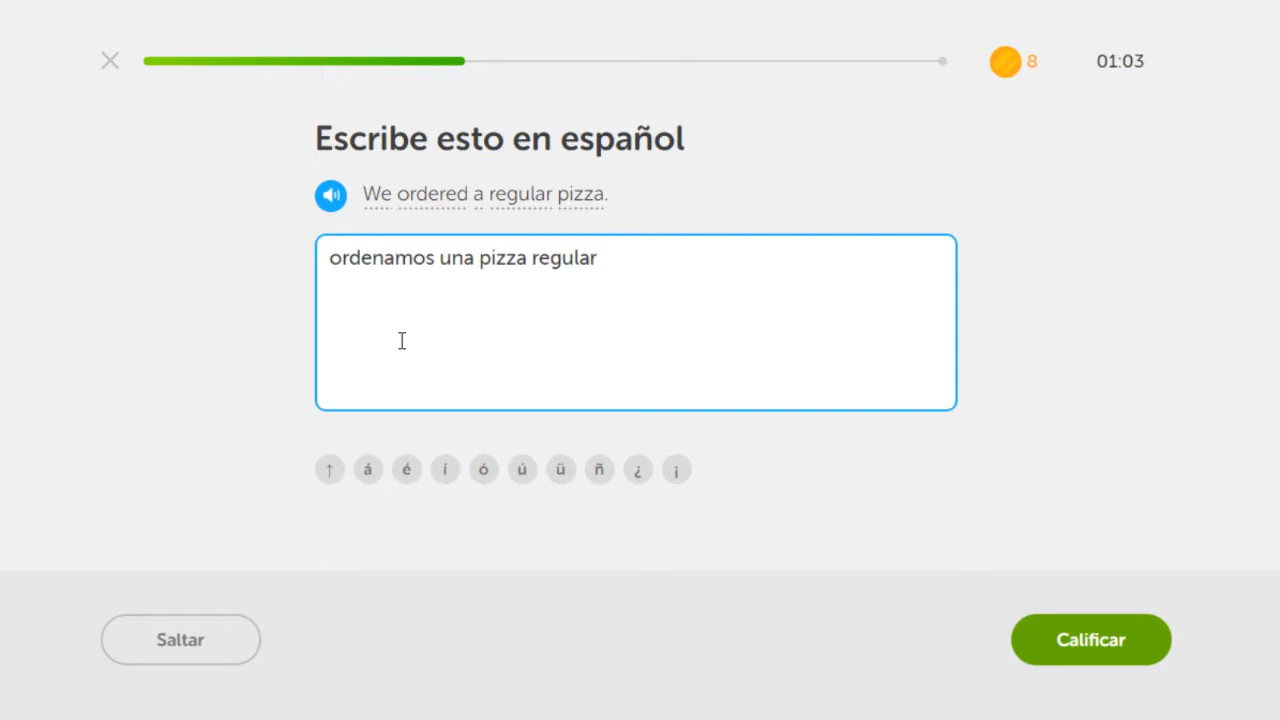 8 01:03
Escribe esto en español
We ordered a regular pizza.
ordenamos una pizza regular
↑ á é í ó ú ü ñ ¿ ¡
Saltar Calificar